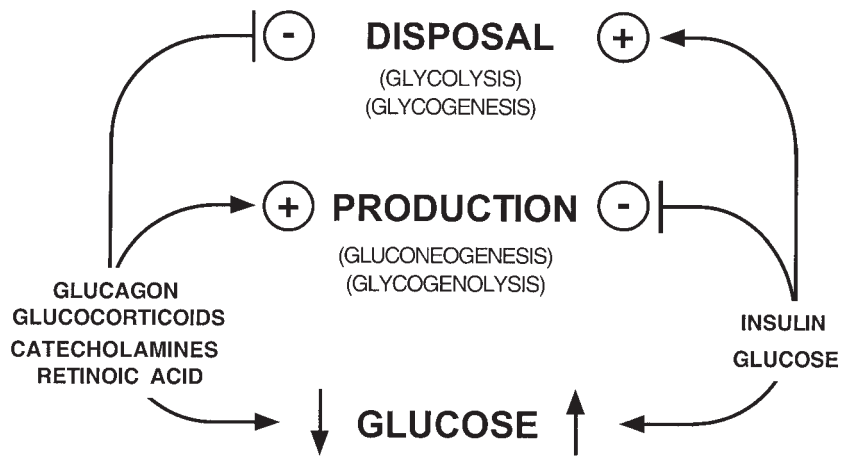 - DISPOSAL +
(GLYCOLYSIS)
(GLYCOGENESIS)
+ PRODUCTION -
(GLUCONEOGENESIS)
(GLYCOGENOLYSIS)
GLUCAGON
GLUCOCORTICOIDS
CATECHOLAMINES
RETINOIC ACID
INSULIN
GLUCOSE
GLUCOSE